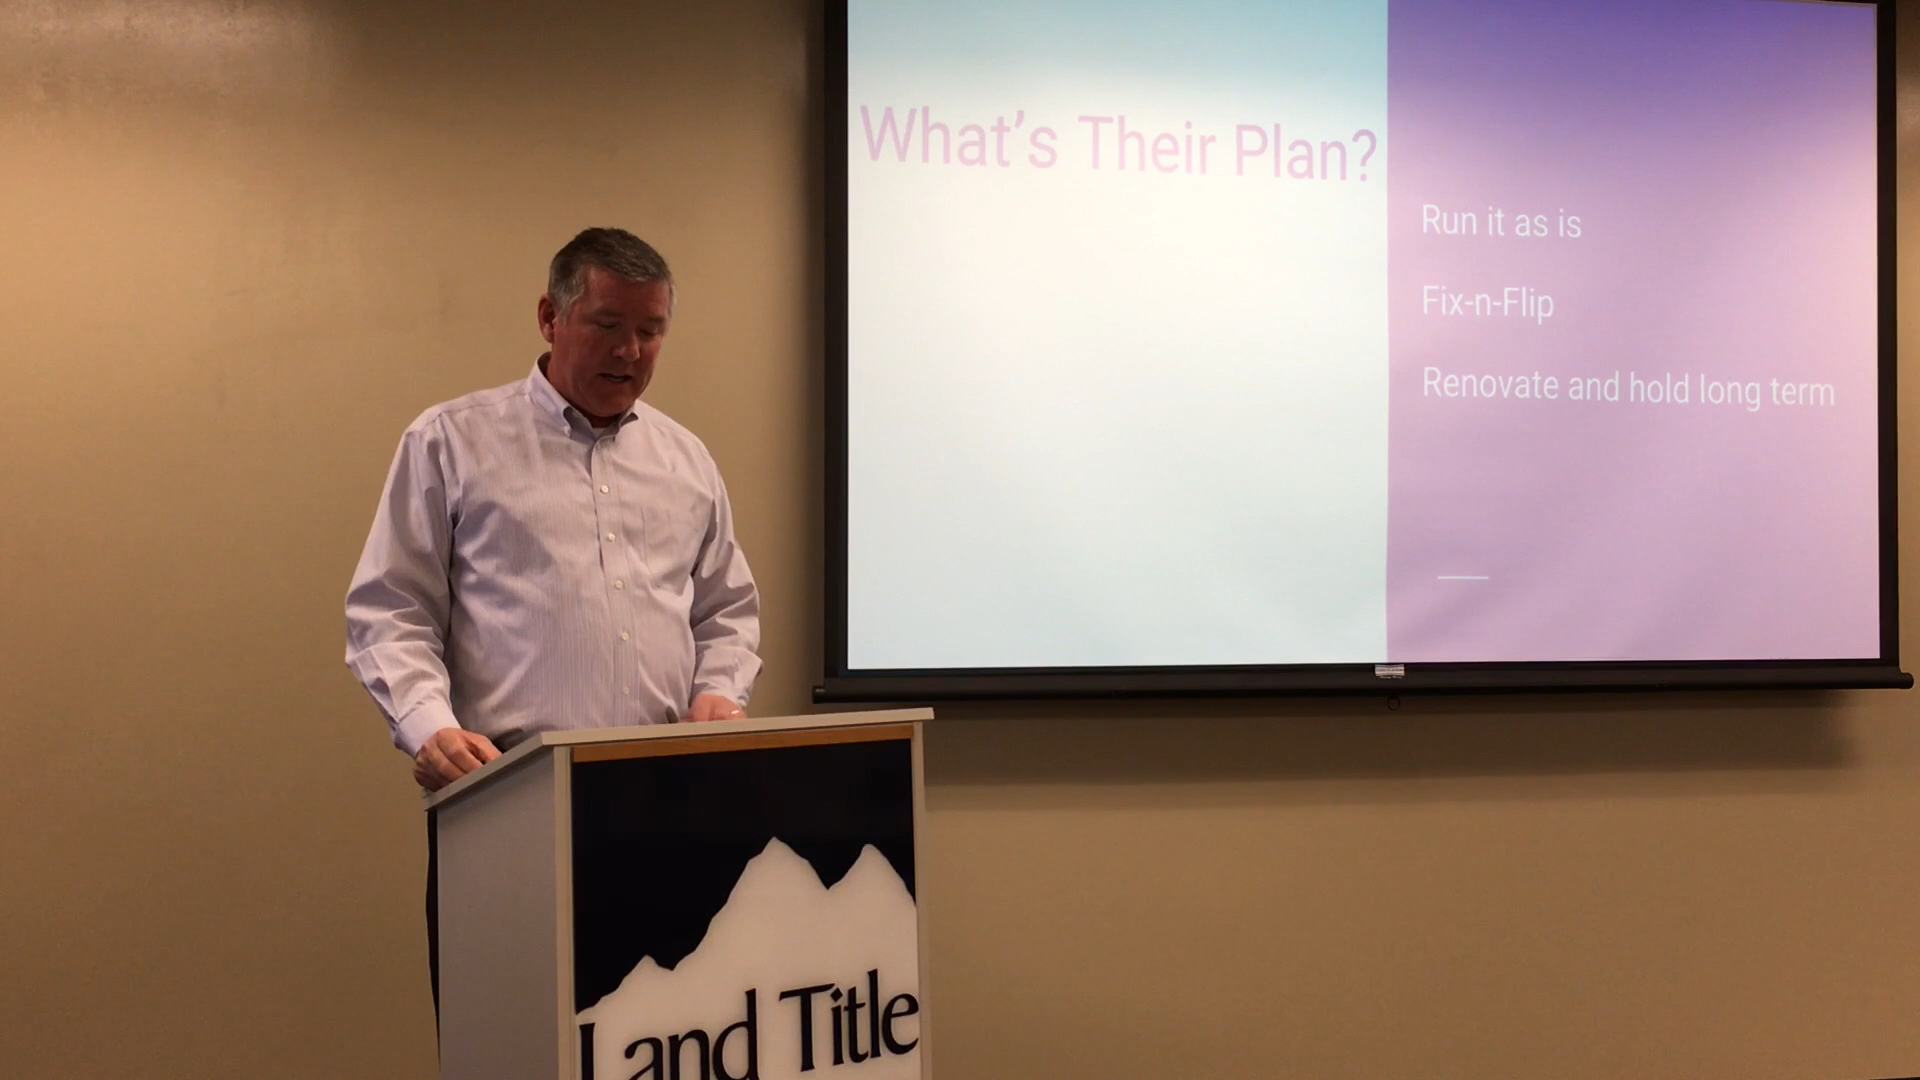 What's Their Plan?
Run it as is
Fix-n-Flip
Renovate and hold long term
Land Title